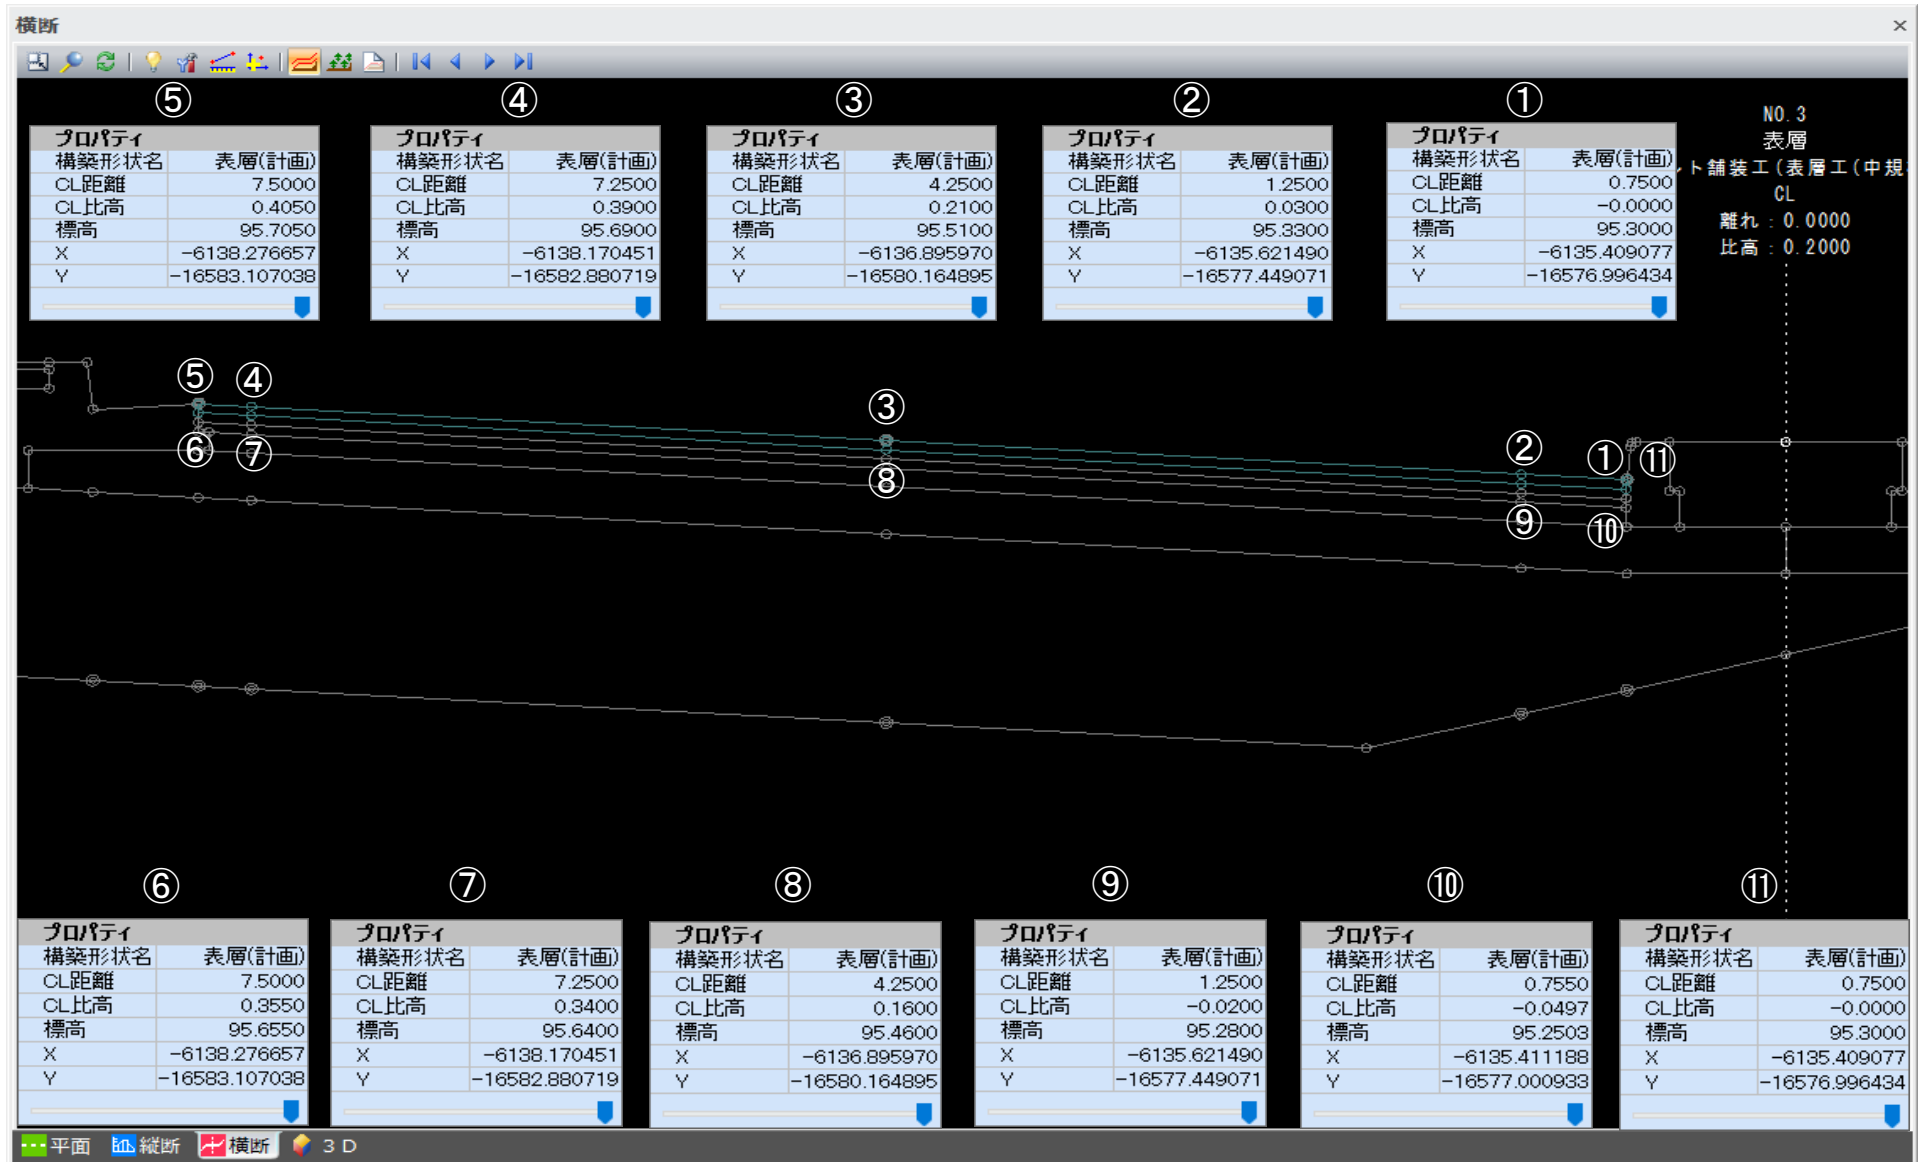 横断
⑤ ④ ③ ② ①
NO.3
表層
ト舗装工(表層工(中規
CL
離れ：0.0000
比高：0.2000
プロパティ
構築形状名 表層(計画)
CL距離 7.5000
CL比高 0.4050
標高 95.7050
X -6138.276657
Y -16583.107038
プロパティ
構築形状名 表層(計画)
CL距離 7.2500
CL比高 0.3900
標高 95.6900
X -6138.170451
Y -16582.880719
プロパティ
構築形状名 表層(計画)
CL距離 4.2500
CL比高 0.2100
標高 95.5100
X -6136.895970
Y -16580.164895
プロパティ
構築形状名 表層(計画)
CL距離 1.2500
CL比高 0.0300
標高 95.3300
X -6135.621490
Y -16577.449071
プロパティ
構築形状名 表層(計画)
CL距離 0.7500
CL比高 -0.0000
標高 95.3000
X -6135.409077
Y -16576.996434
⑤ ④ ③ ② ① ⑪
⑥ ⑦ ⑧ ⑨ ⑩
⑥ ⑦ ⑧ ⑨ ⑩ ⑪
プロパティ
構築形状名 表層(計画)
CL距離 7.5000
CL比高 0.3550
標高 95.6550
X -6138.276657
Y -16583.107038
プロパティ
構築形状名 表層(計画)
CL距離 7.2500
CL比高 0.3400
標高 95.6400
X -6138.170451
Y -16582.880719
プロパティ
構築形状名 表層(計画)
CL距離 4.2500
CL比高 0.1600
標高 95.4600
X -6136.895970
Y -16580.164895
プロパティ
構築形状名 表層(計画)
CL距離 1.2500
CL比高 -0.0200
標高 95.2800
X -6135.621490
Y -16577.449071
プロパティ
構築形状名 表層(計画)
CL距離 0.7550
CL比高 -0.0497
標高 95.2503
X -6135.411188
Y -16577.000933
プロパティ
構築形状名 表層(計画)
CL距離 0.7500
CL比高 -0.0000
標高 95.3000
X -6135.409077
Y -16576.996434
平面 縦断 横断 3D